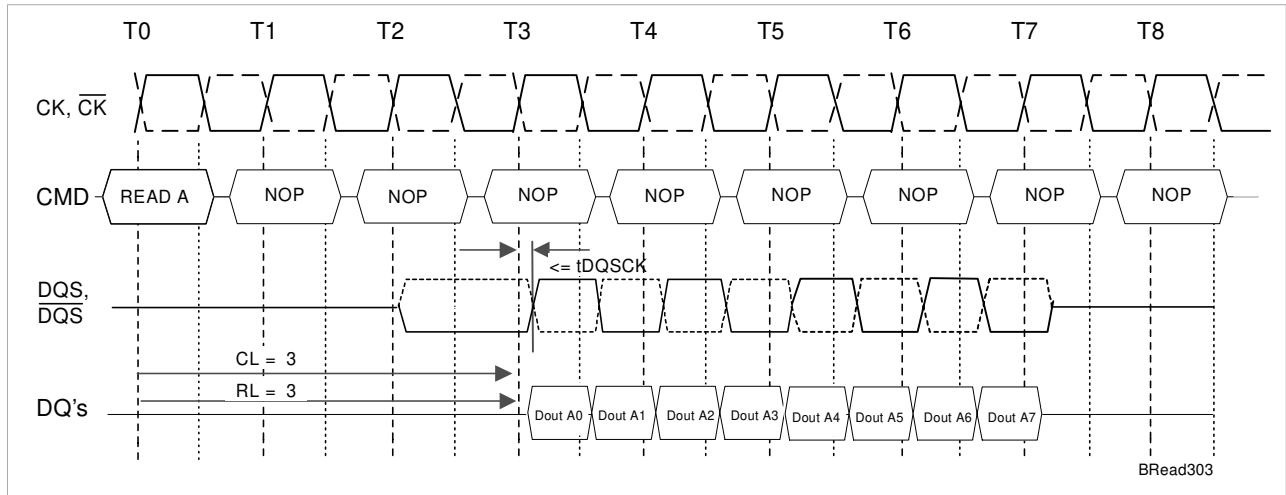 T0 T1 T2 T3 T4 T5 T6 T7 T8
CK, CK
CMD READ A NOP NOP NOP NOP NOP NOP NOP NOP
<= tDQSCK
DQS,
DQS
CL = 3
RL = 3
DQ's Dout A0 Dout A1 Dout A2 Dout A3 Dout A4 Dout A5 Dout A6 Dout A7
BRead303